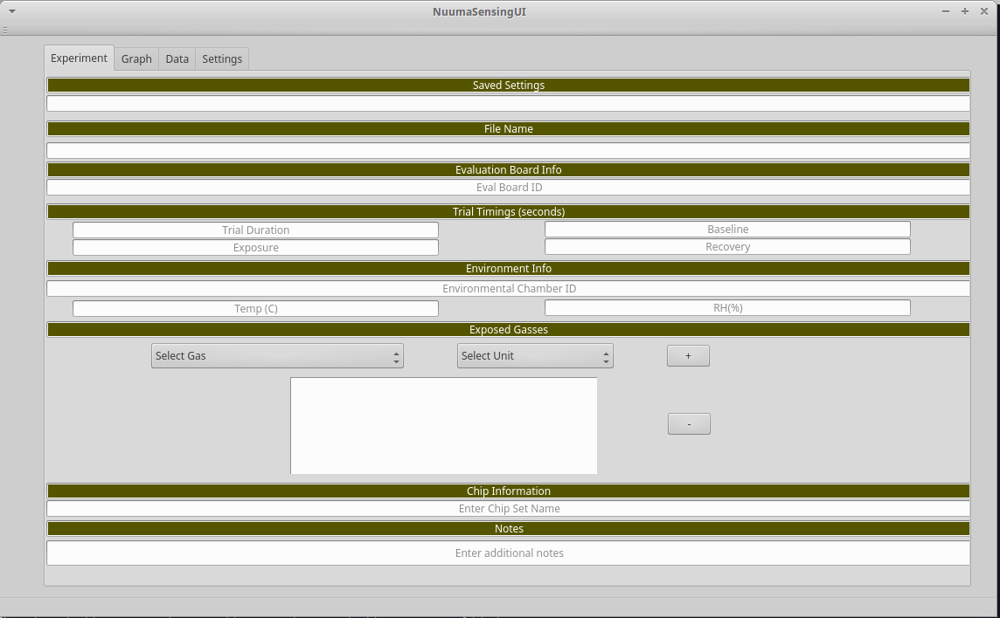 NuumaSensingUI
Experiment Graph Data Settings
Saved Settings
File Name
Evaluation Board Info
Eval Board ID
Trial Timings (seconds)
Trial Duration Baseline
Exposure Recovery
Environment Info
Environmental Chamber ID
Temp (C) RH(%)
Exposed Gasses
Select Gas Select Unit +
-
Chip Information
Enter Chip Set Name
Notes
Enter additional notes